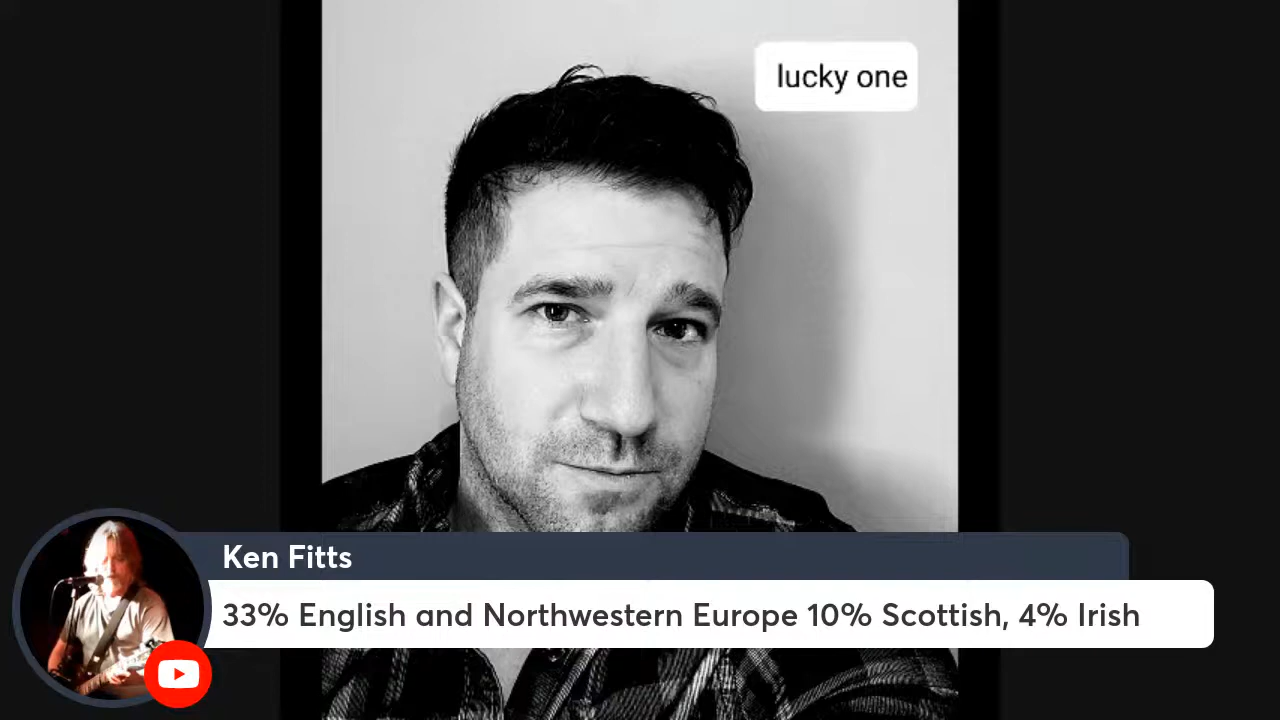 lucky one
Ken Fitts
33% English and Northwestern Europe 10% Scottish, 4% Irish